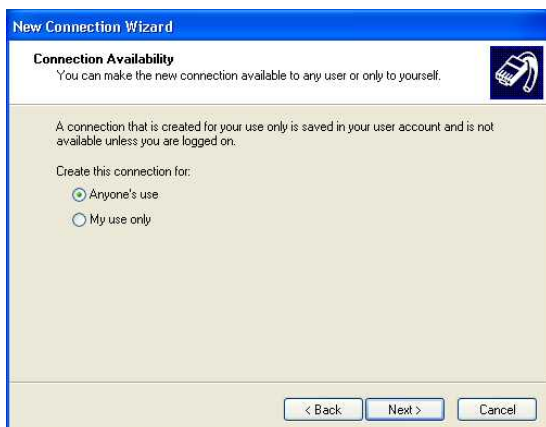 New Connection Wizard
Connection Availability
You can make the new connection available to any user or only to yourself.
A connection that is created for your use only is saved in your user account and is not
available unless you are logged on.
Create this connection for:
Anyone's use
My use only
< Back
Next >
Cancel